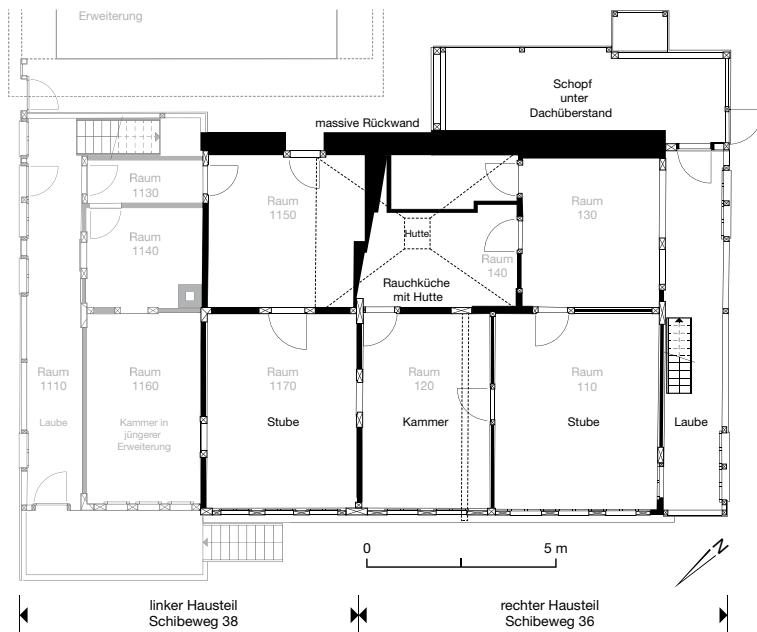 Erweiterung
Schopf
unter
Dachüberstand
massive Rückwand
Raum
1130
Raum
1150
Raum
130
Raum
1140
Hutte
Raum
140
Rauchküche
mit Hutte
Raum
1110
Raum
1160
Raum
1170
Raum
120
Raum
110
Laube
Kammer in
jüngerer
Erweiterung
Stube
Kammer
Stube
Laube
0
5 m
N
linker Hausteil
Schibeweg 38
rechter Hausteil
Schibeweg 36